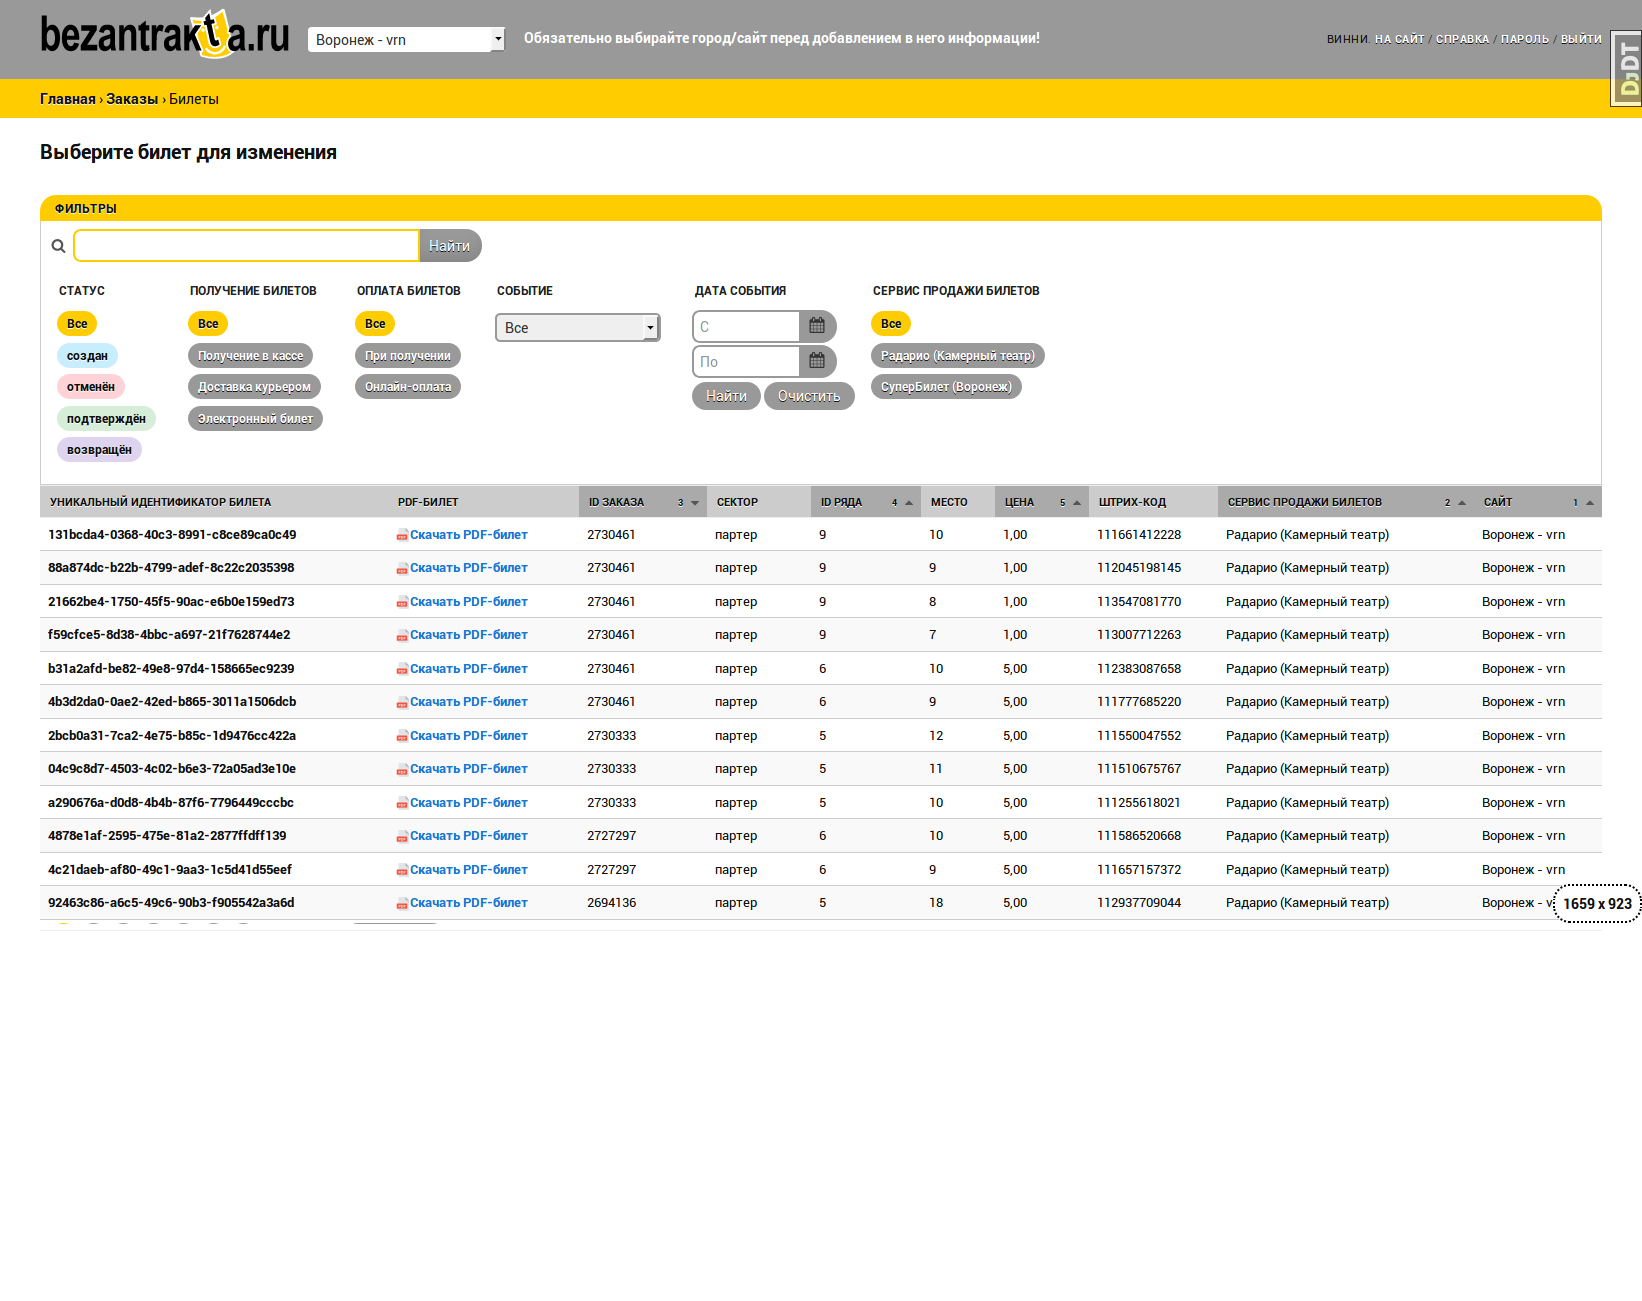 bezantrakta.ru
Воронеж - vrn
Обязательно выбирайте город/сайт перед добавлением в него информации!
ВИННИ. НА САЙТ / СПРАВКА / ПАРОЛЬ / ВЫЙТИ
DjDT
Главная › Заказы › Билеты
Выберите билет для изменения
ФИЛЬТРЫ
Найти
СТАТУС ПОЛУЧЕНИЕ БИЛЕТОВ ОПЛАТА БИЛЕТОВ СОБЫТИЕ ДАТА СОБЫТИЯ СЕРВИС ПРОДАЖИ БИЛЕТОВ
Все Все Все Все С Все
создан Получение в кассе При получении По Радарио (Камерный театр)
отменён Доставка курьером Онлайн-оплата Найти Очистить СуперБилет (Воронеж)
подтверждён Электронный билет
возвращён
УНИКАЛЬНЫЙ ИДЕНТИФИКАТОР БИЛЕТА PDF-БИЛЕТ ID ЗАКАЗА 3 СЕКТОР ID РЯДА 4 МЕСТО ЦЕНА 5 ШТРИХ-КОД СЕРВИС ПРОДАЖИ БИЛЕТОВ 2 САЙТ 1
131bcda4-0368-40c3-8991-c8ce89ca0c49 Скачать PDF-билет 2730461 партер 9 10 1,00 111661412228 Радарио (Камерный театр) Воронеж - vrn
88a874dc-b22b-4799-adef-8c22c2035398 Скачать PDF-билет 2730461 партер 9 9 1,00 112045198145 Радарио (Камерный театр) Воронеж - vrn
21662be4-1750-45f5-90ac-e6b0e159ed73 Скачать PDF-билет 2730461 партер 9 8 1,00 113547081770 Радарио (Камерный театр) Воронеж - vrn
f59cfce5-8d38-4bbc-a697-21f7628744e2 Скачать PDF-билет 2730461 партер 9 7 1,00 113007712263 Радарио (Камерный театр) Воронеж - vrn
b31a2afd-be82-49e8-97d4-158665ec9239 Скачать PDF-билет 2730461 партер 6 10 5,00 112383087658 Радарио (Камерный театр) Воронеж - vrn
4b3d2da0-0ae2-42ed-b865-3011a1506dcb Скачать PDF-билет 2730461 партер 6 9 5,00 111777685220 Радарио (Камерный театр) Воронеж - vrn
2bcb0a31-7ca2-4e75-b85c-1d9476cc422a Скачать PDF-билет 2730333 партер 5 12 5,00 111550047552 Радарио (Камерный театр) Воронеж - vrn
04c9c8d7-4503-4c02-b6e3-72a05ad3e10e Скачать PDF-билет 2730333 партер 5 11 5,00 111510675767 Радарио (Камерный театр) Воронеж - vrn
a290676a-d0d8-4b4b-87f6-7796449cccbc Скачать PDF-билет 2730333 партер 5 10 5,00 111255618021 Радарио (Камерный театр) Воронеж - vrn
4878e1af-2595-475e-81a2-2877ffdff139 Скачать PDF-билет 2727297 партер 6 10 5,00 111586520668 Радарио (Камерный театр) Воронеж - vrn
4c21daeb-af80-49c1-9aa3-1c5d41d55eef Скачать PDF-билет 2727297 партер 6 9 5,00 111657157372 Радарио (Камерный театр) Воронеж - vrn
92463c86-a6c5-49c6-90b3-f905542a3a6d Скачать PDF-билет 2694136 партер 5 18 5,00 112937709044 Радарио (Камерный театр) Воронеж - v
1659 x 923